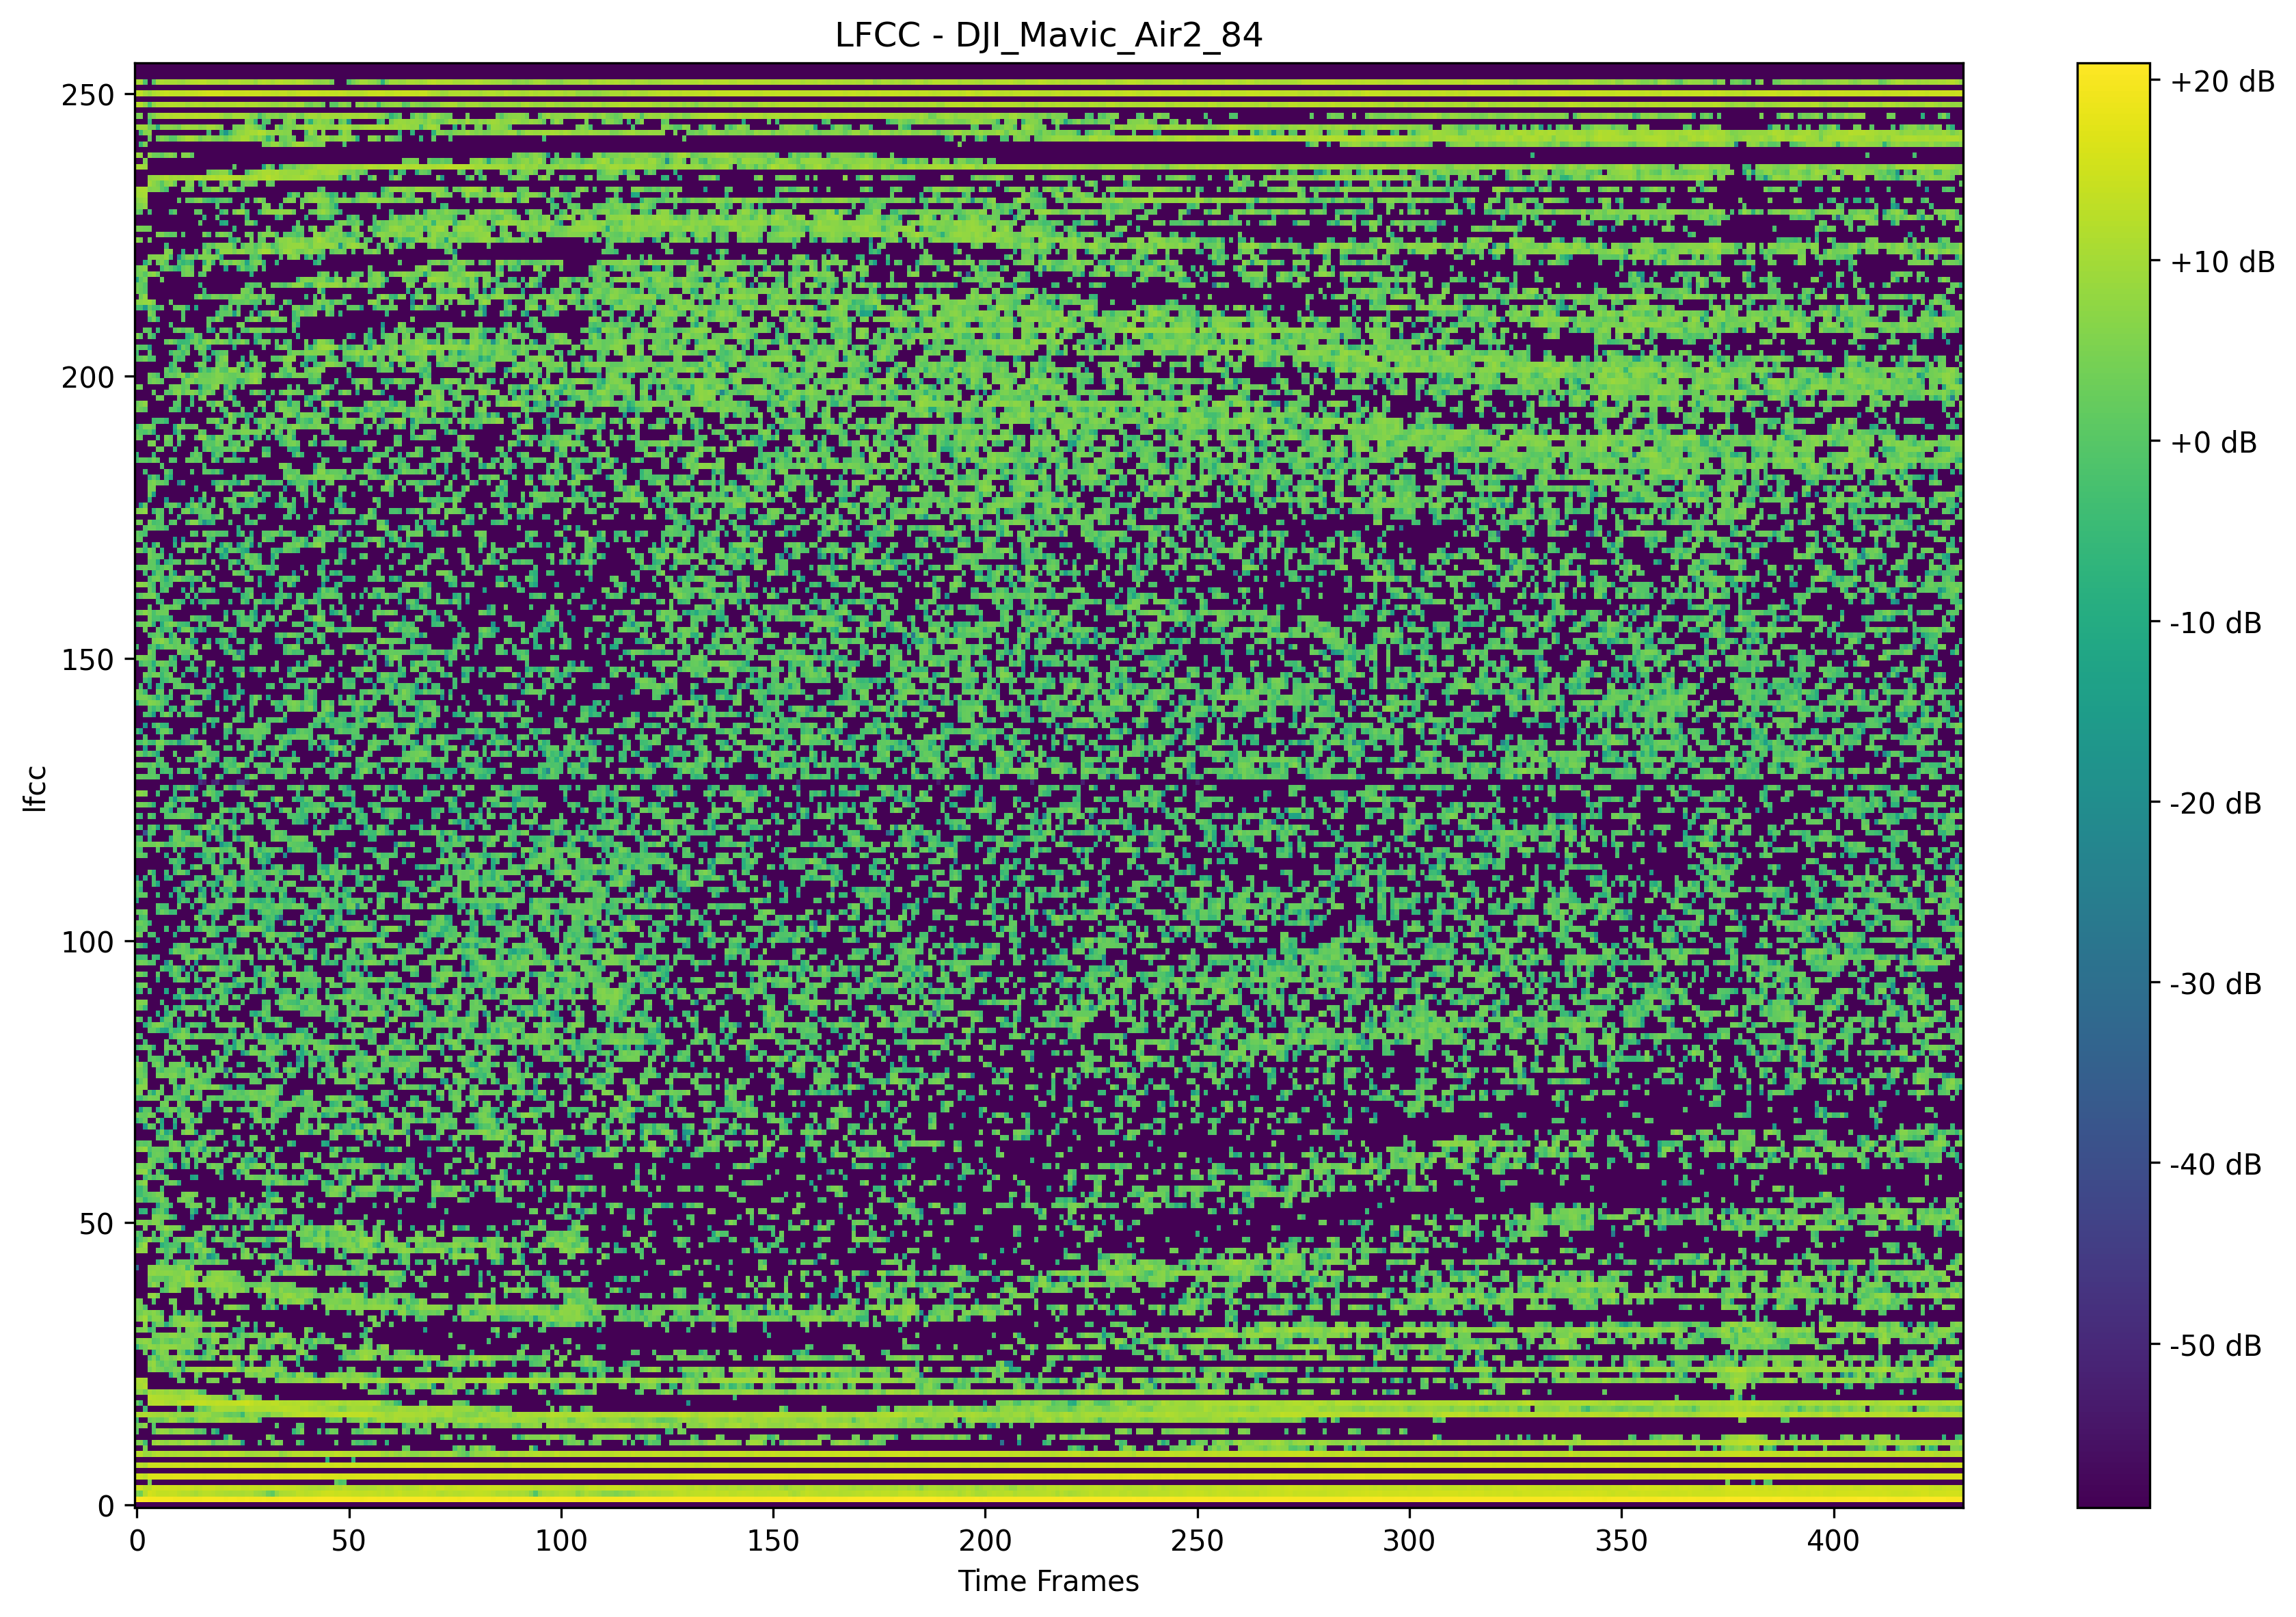 LFCC - DJI_Mavic_Air2_84
250
200
150
100
50
0
lfcc
0 50 100 150 200 250 300 350 400
Time Frames
+20 dB
+10 dB
+0 dB
-10 dB
-20 dB
-30 dB
-40 dB
-50 dB